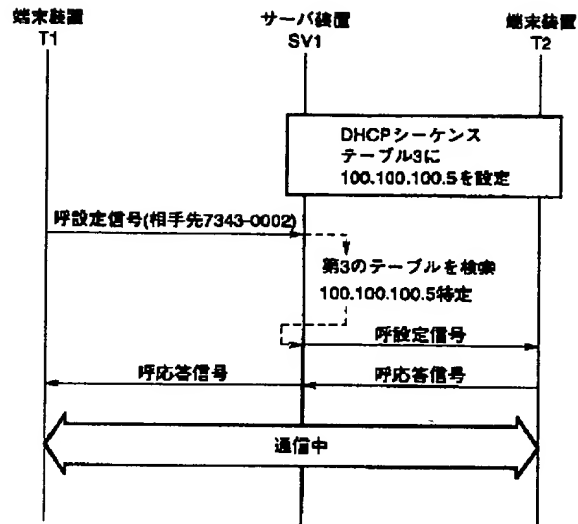 端末装置
T1
サーバ装置
SV1
端末装置
T2
DHCPシーケンス
テーブル3に
100.100.100.5を設定
呼設定信号(相手先7343-0002)
第3のテーブルを検索
100.100.100.5特定
呼設定信号
呼応答信号
呼応答信号
通信中